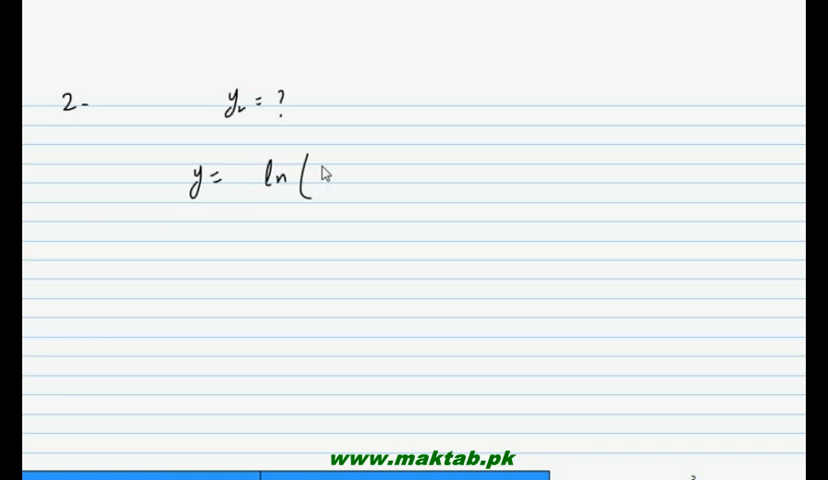 2- y₂ = ?
y = ln (
www.maktab.pk